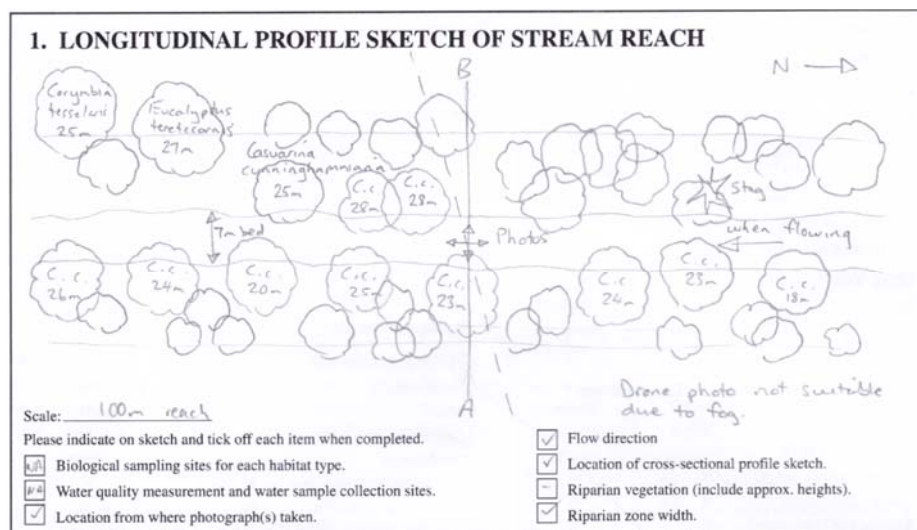 1. LONGITUDINAL PROFILE SKETCH OF STREAM REACH
B
N
Corymbia
tesselaris
25m
Eucalyptus
tereticornis
27m
Casuarina
cunninghamiana
25m
C.c.
28m
C.c.
28m
Stag
7m bed
Photos
when flowing
C.c.
26m
C.c.
24m
C.c.
20m
C.c.
25m
C.c.
23m
C.c.
24m
C.c.
23m
C.c.
18m
A
Drone photo not suitable
due to fog.
Scale: 100m reach
Please indicate on sketch and tick off each item when completed.
NA Biological sampling sites for each habitat type.
NA Water quality measurement and water sample collection sites.
✓ Location from where photograph(s) taken.
✓ Flow direction
✓ Location of cross-sectional profile sketch.
– Riparian vegetation (include approx. heights).
✓ Riparian zone width.